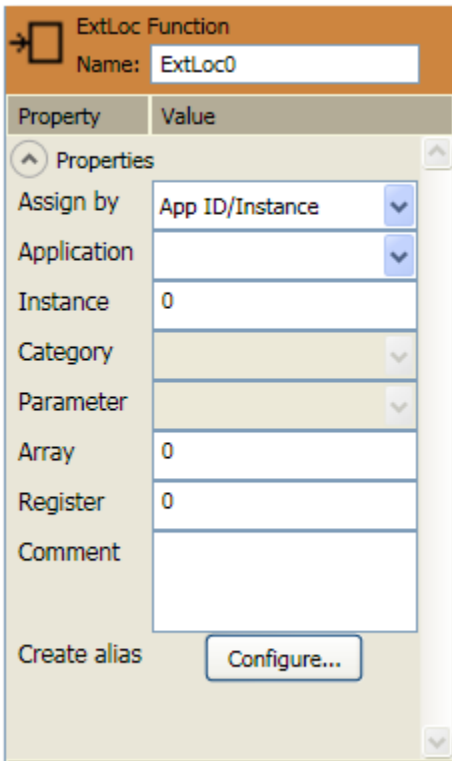 ExtLoc Function
Name: ExtLoc0
Property Value
Properties
Assign by App ID/Instance
Application
Instance 0
Category
Parameter
Array 0
Register 0
Comment
Create alias Configure...